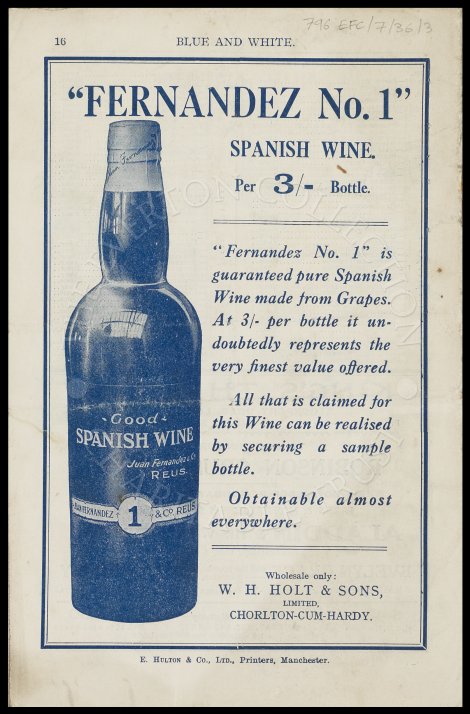 796 EFC/7/36/3
16
BLUE AND WHITE.
"FERNANDEZ No. 1"
SPANISH WINE.
Per 3/- Bottle.
"Fernandez No. 1" is
guaranteed pure Spanish
Wine made from Grapes.
At 3/- per bottle it un-
doubtedly represents the
very finest value offered.
All that is claimed for
this Wine can be realised
by securing a sample
bottle.
Obtainable almost
everywhere.
Good
SPANISH WINE
Juan Fernandez & Co
REUS.
JUAN FERNANDEZ 1 & Co REUS
Wholesale only:
W. H. HOLT & SONS,
LIMITED,
CHORLTON-CUM-HARDY.
E. HULTON & CO., LTD., Printers, Manchester.
EVERTON COLLECTION